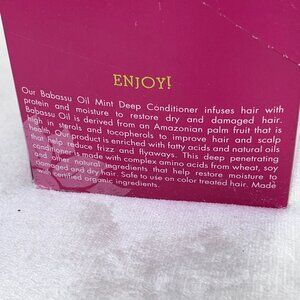 ENJOY!
Our Babassu Oil Mint Deep Conditioner infuses hair with
protein and moisture to restore dry and damaged hair.
Babassu Oil is derived from an Amazonian palm fruit that is
high in sterols and tocopherols to improve hair and scalp
health. Our product is enriched with fatty acids and natural oils
that help reduce frizz and flyaways. This deep penetrating
conditioner is made with complex amino acids from wheat, soy
and other natural ingredients that help restore moisture to
damaged and dry hair. Safe to use on color treated hair. Made
with certified organic ingredients.